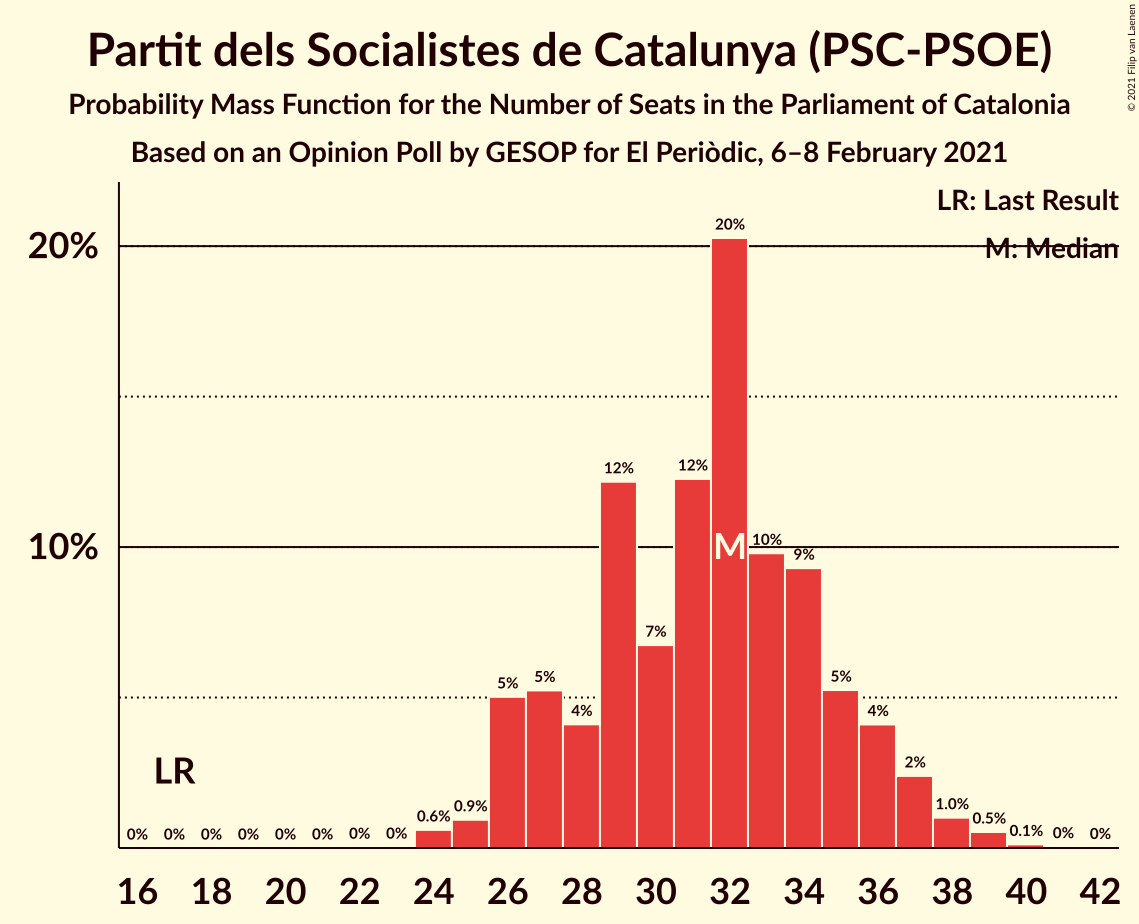 Partit dels Socialistes de Catalunya (PSC-PSOE)
Probability Mass Function for the Number of Seats in the Parliament of Catalonia
Based on an Opinion Poll by GESOP for El Periòdic, 6–8 February 2021
© 2021 Filip van Laenen
LR: Last Result
M: Median
20%
10%
20%
12% 12%
M 10% 9%
7%
5% 5% 4% 5% 4%
LR
2%
0% 0% 0% 0% 0% 0% 0% 0% 0.6% 0.9% 1.0% 0.5% 0.1% 0% 0%
16 18 20 22 24 26 28 30 32 34 36 38 40 42